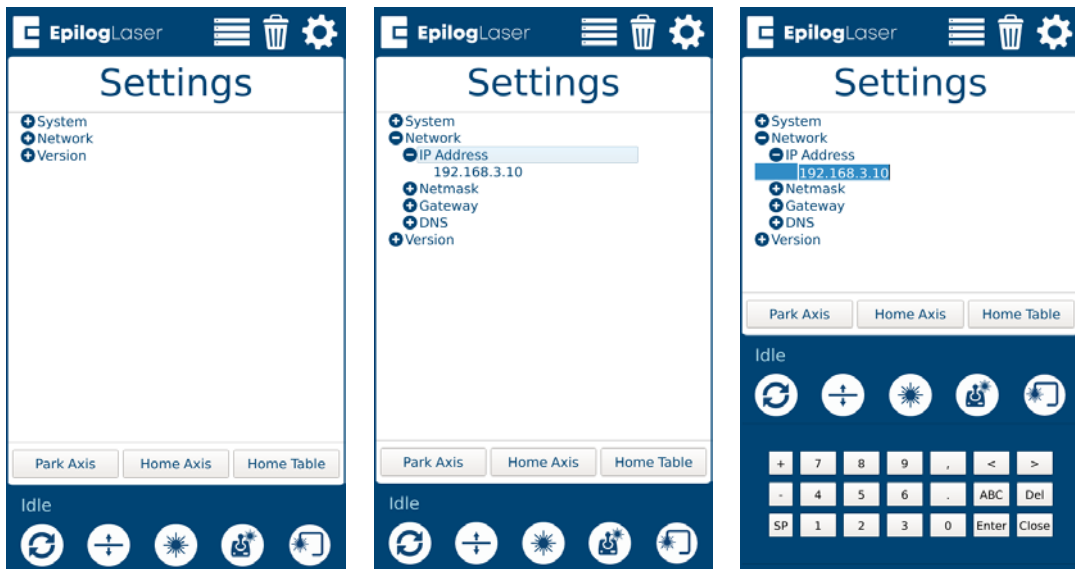 EpilogLaser
Settings
System
Network
Version
Park Axis Home Axis Home Table
Idle
EpilogLaser
Settings
System
Network
IP Address
192.168.3.10
Netmask
Gateway
DNS
Version
Park Axis Home Axis Home Table
Idle
EpilogLaser
Settings
System
Network
IP Address
192.168.3.10
Netmask
Gateway
DNS
Version
Park Axis Home Axis Home Table
Idle
+ 7 8 9 , < >
- 4 5 6 . ABC Del
SP 1 2 3 0 Enter Close